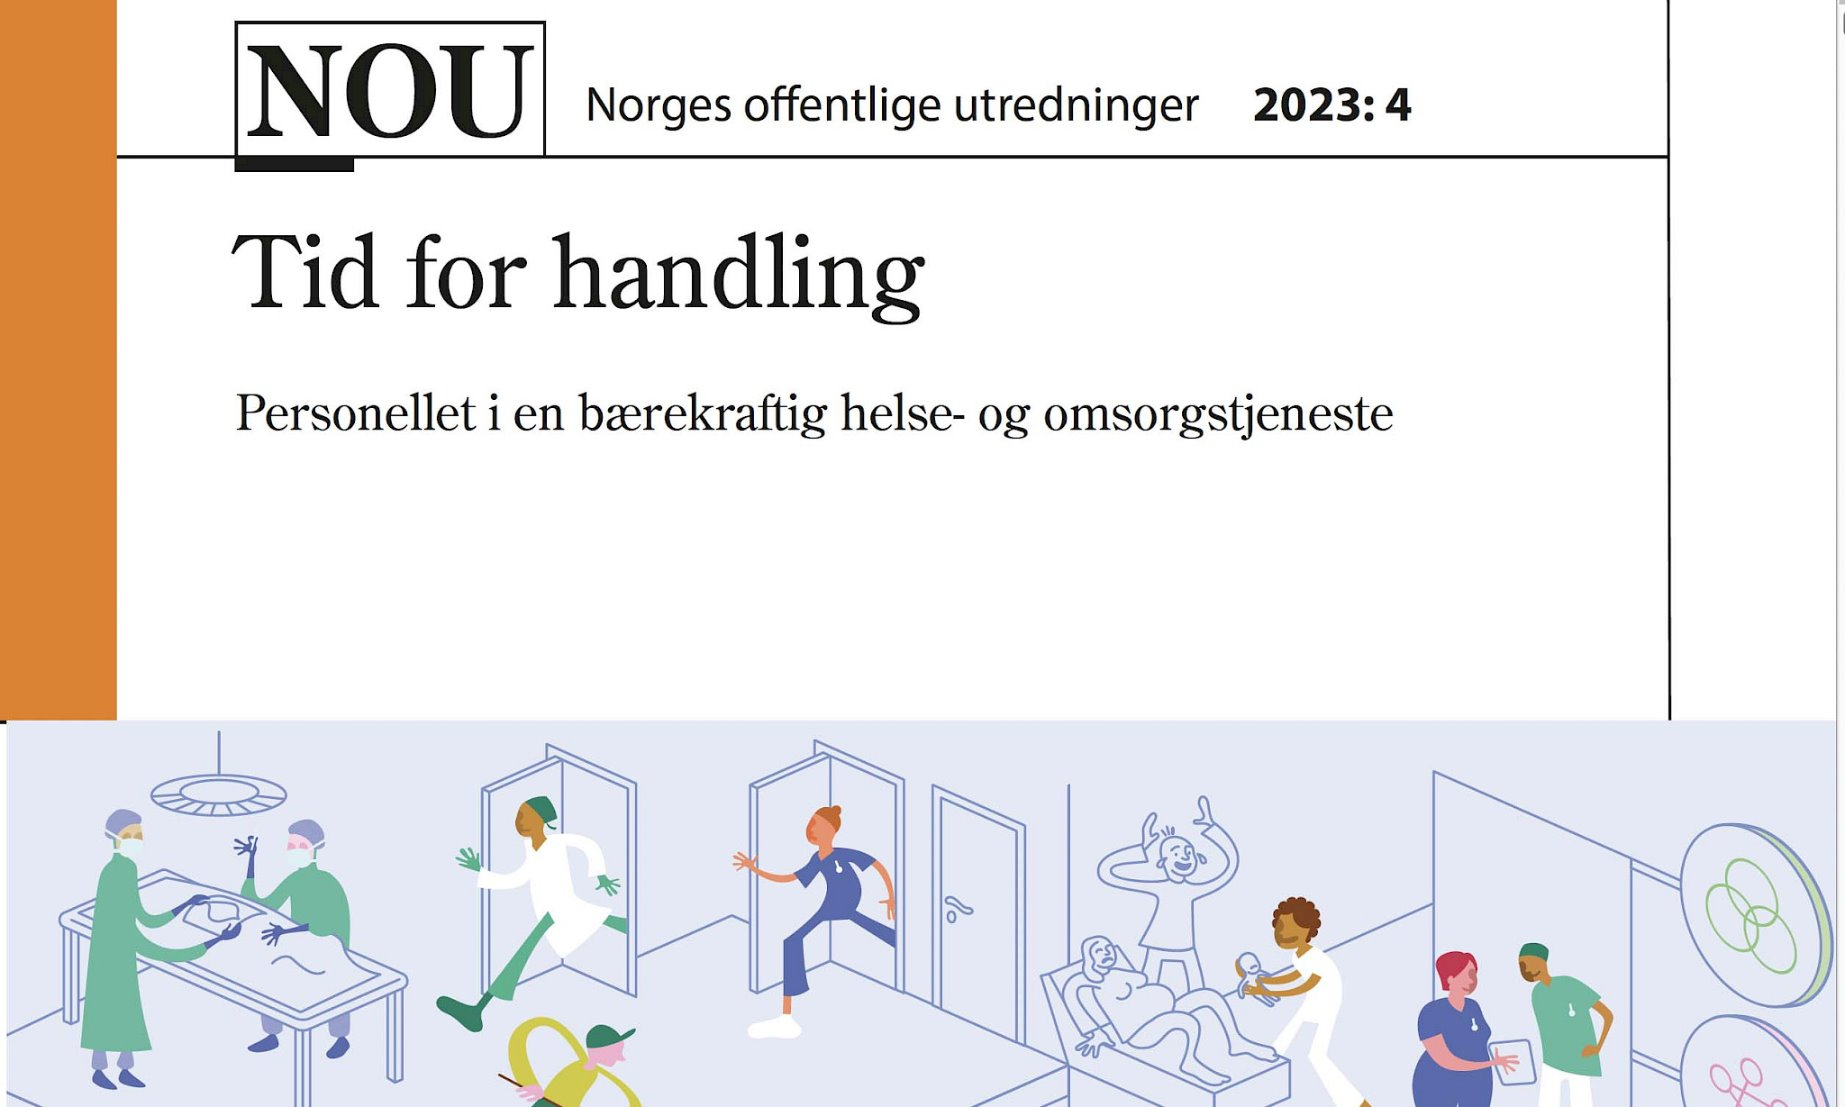 NOU
Norges offentlige utredninger 2023: 4
Tid for handling
Personellet i en bærekraftig helse- og omsorgstjeneste